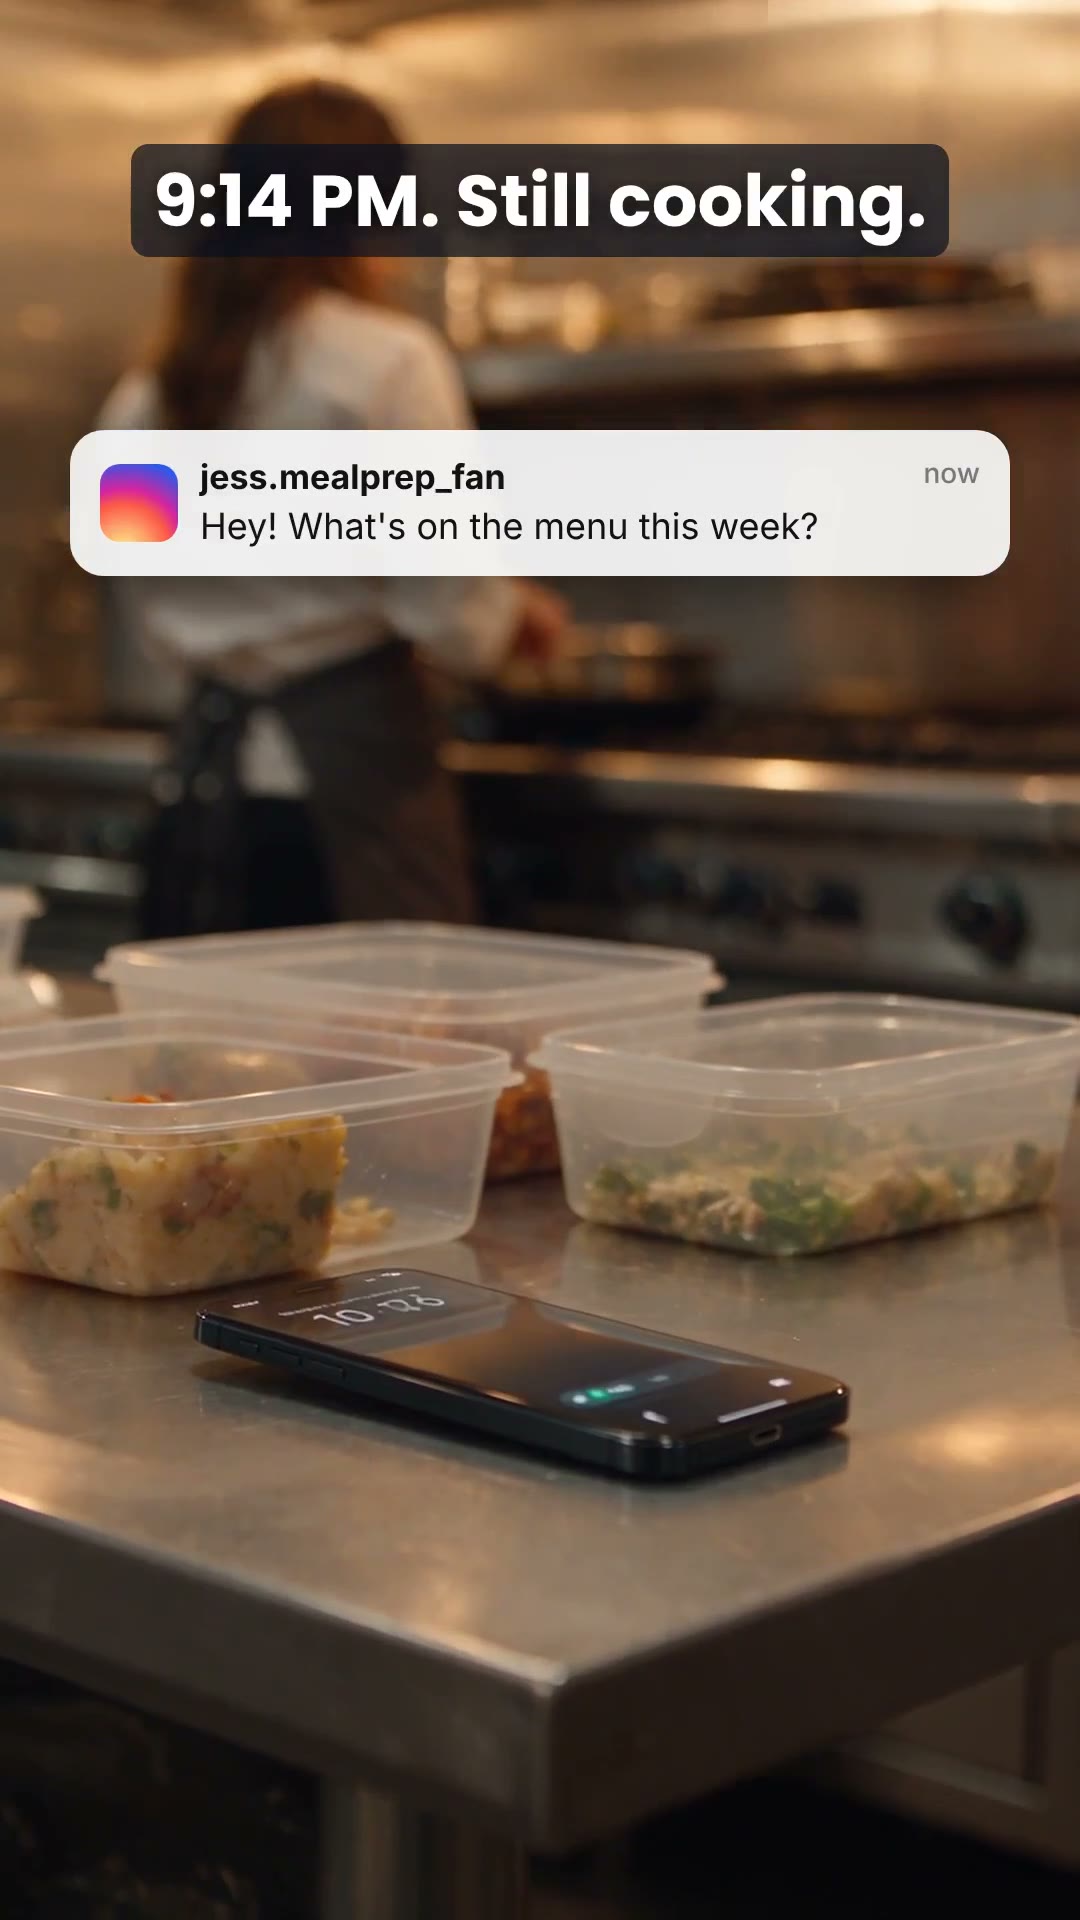 9:14 PM. Still cooking.
jess.mealprep_fan
now
Hey! What's on the menu this week?